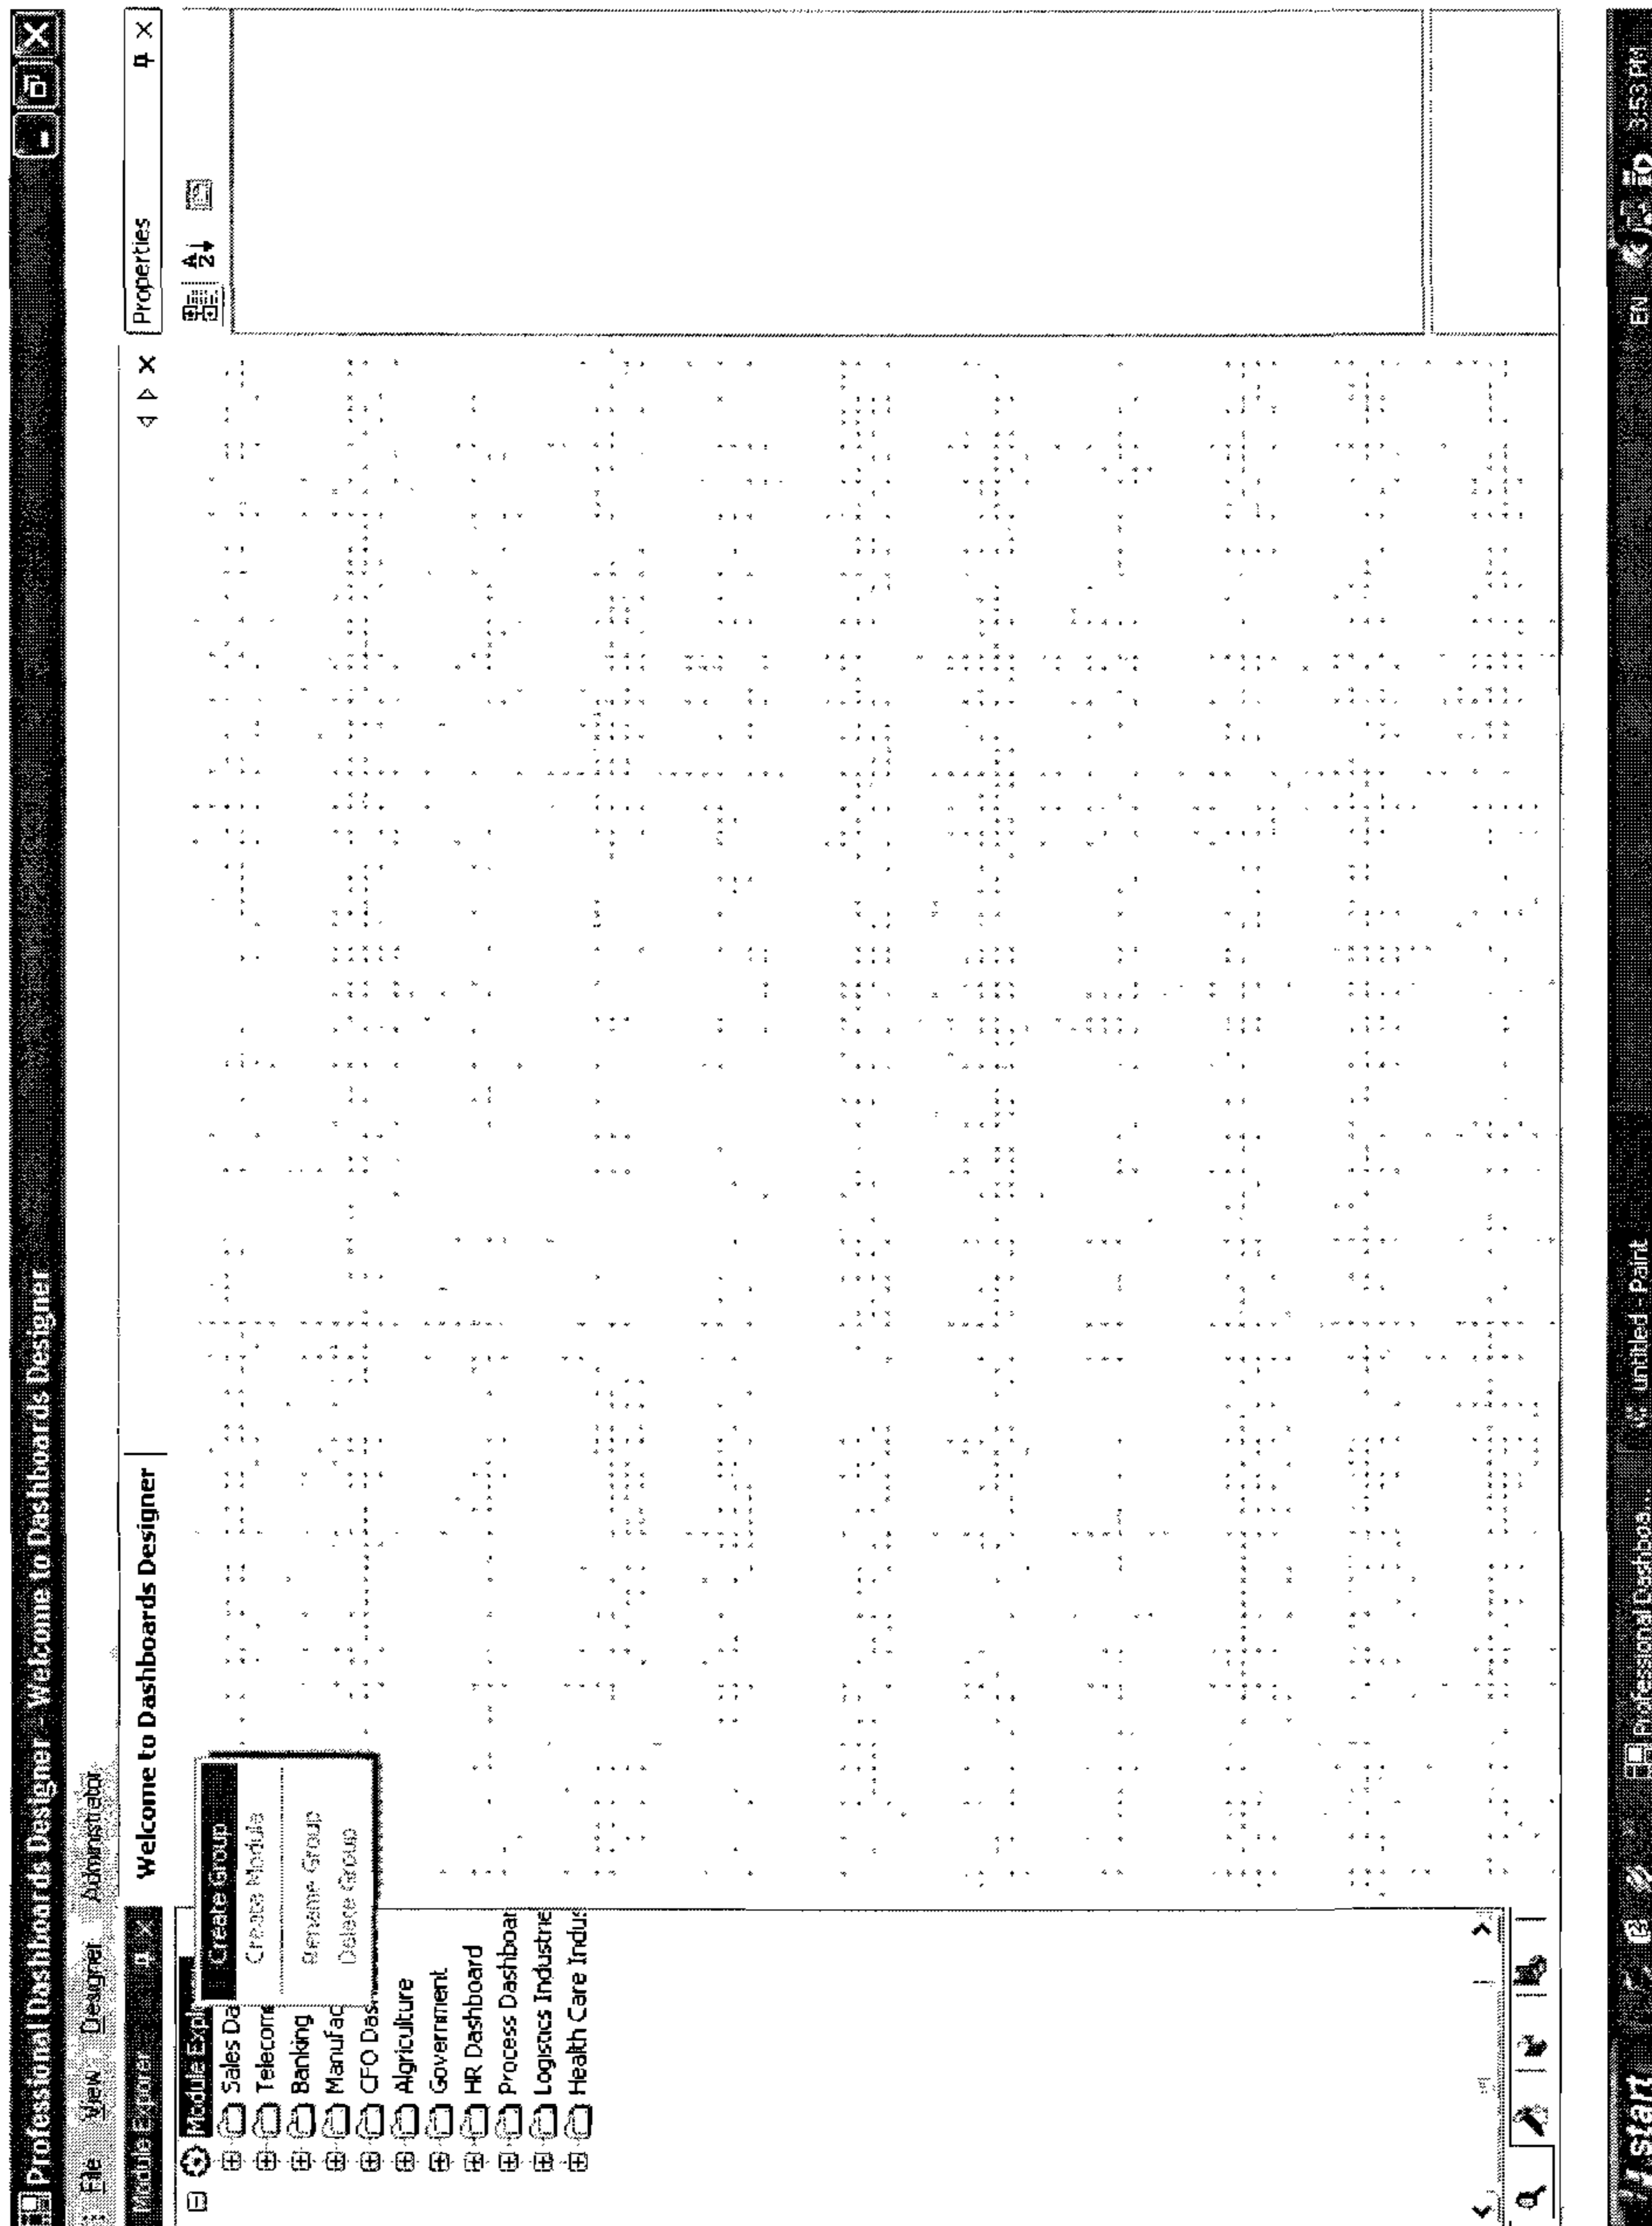 Professional Dashboards Designer - Welcome to Dashboards Designer
File View Designer Administrator
Module Explorer
Welcome to Dashboards Designer
Properties
Module Explo
Create Group
Create Module
Rename Group
Delete Group
Sales Da
Telecom
Banking
Manufac
CFO Das
Algriculture
Government
HR Dashboard
Process Dashboar
Logistics Industrie
Health Care Indus
start
Professional Dashboa...
untitled - Paint
EN
3:53 PM